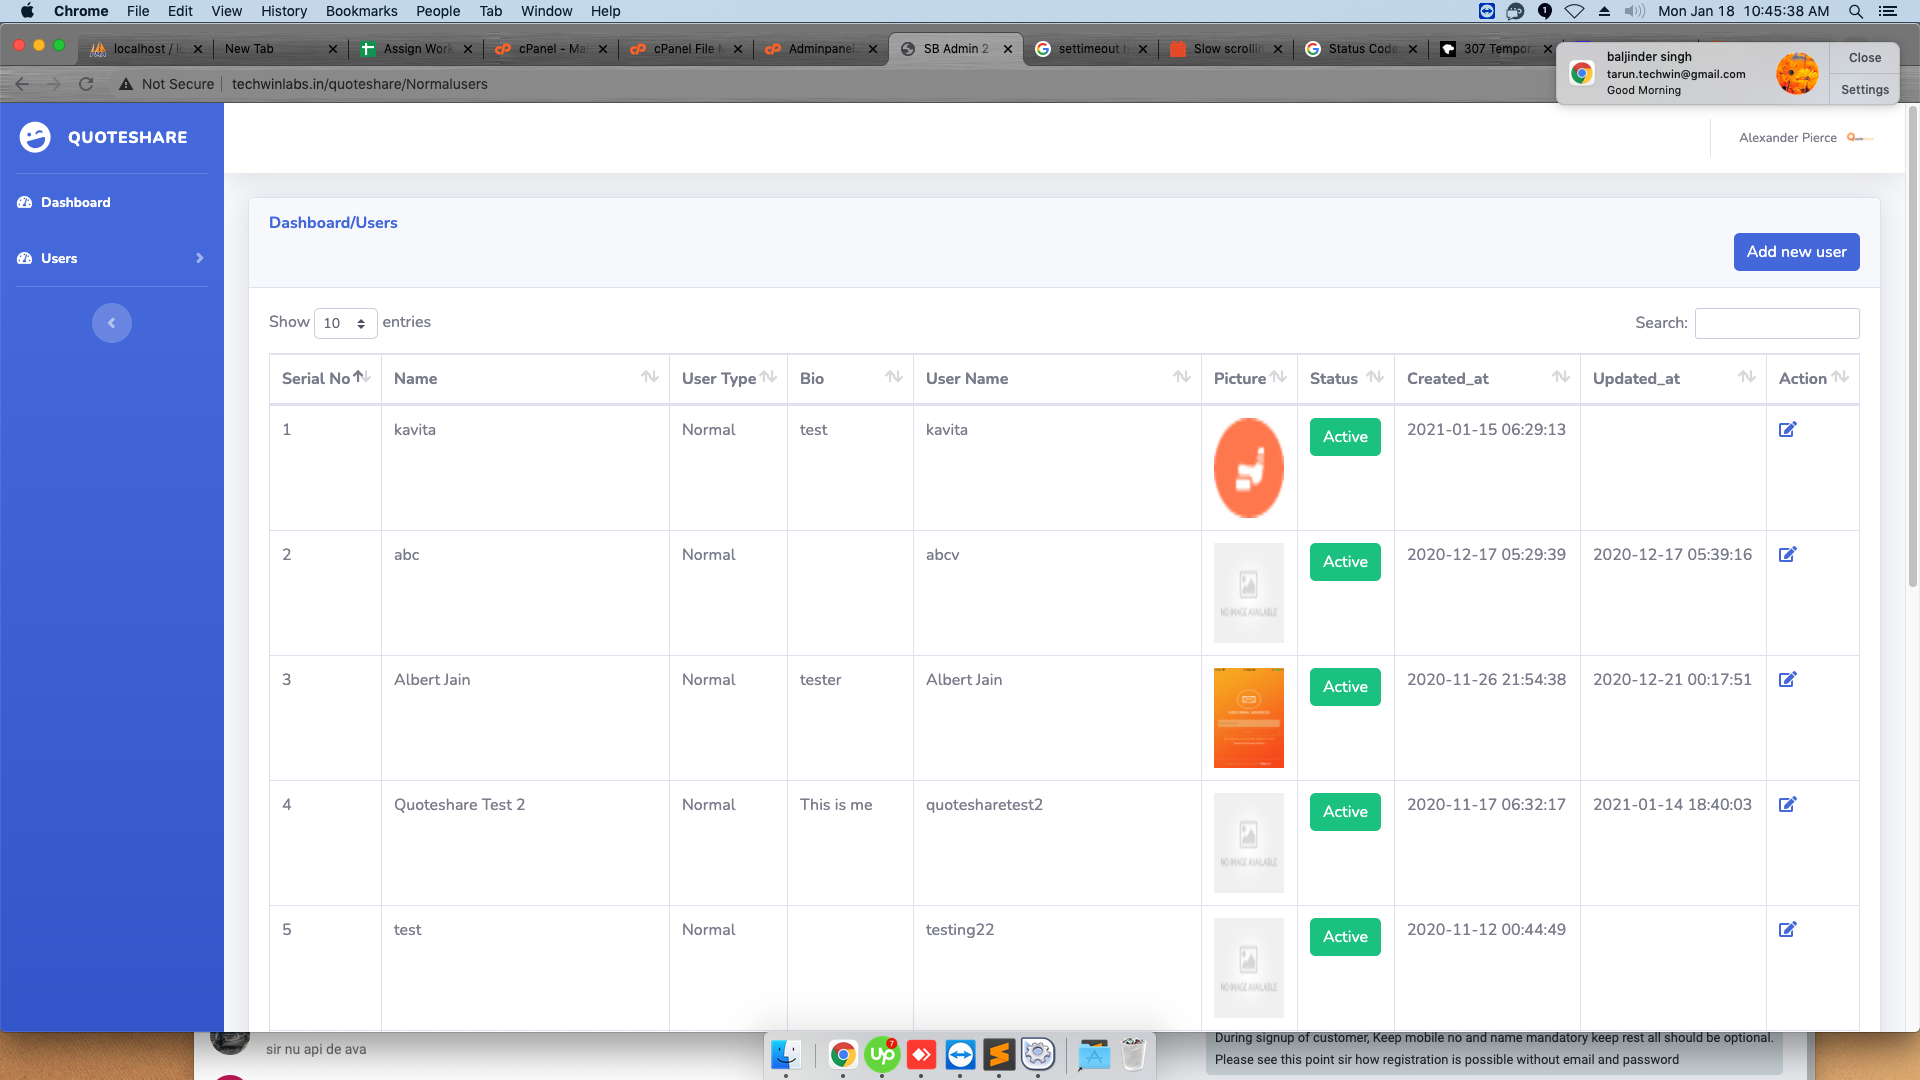 Chrome File Edit View History Bookmarks People Tab Window Help Mon Jan 18 10:45:38 AM
localhost / New Tab Assign Work cPanel - Ma cPanel File M Adminpanel SB Admin 2 settimeout Slow scrollin Status Code 307 Tempor
Not Secure techwinlabs.in/quoteshare/Normalusers
baljinder singh
tarun.techwin@gmail.com
Good Morning
Close
Settings
QUOTESHARE
Alexander Pierce
Dashboard
Users
Dashboard/Users
Add new user
Show 10 entries
Search:
Serial No Name User Type Bio User Name Picture Status Created_at Updated_at Action
1 kavita Normal test kavita Active 2021-01-15 06:29:13
2 abc Normal abcv Active 2020-12-17 05:29:39 2020-12-17 05:39:16
NO IMAGE AVAILABLE
3 Albert Jain Normal tester Albert Jain Active 2020-11-26 21:54:38 2020-12-21 00:17:51
4 Quoteshare Test 2 Normal This is me quotesharetest2 Active 2020-11-17 06:32:17 2021-01-14 18:40:03
NO IMAGE AVAILABLE
5 test Normal testing22 Active 2020-11-12 00:44:49
NO IMAGE AVAILABLE
sir nu api de ava
During signup of customer, Keep mobile no and name mandatory keep rest all should be optional.
Please see this point sir how registration is possible without email and password
up 7